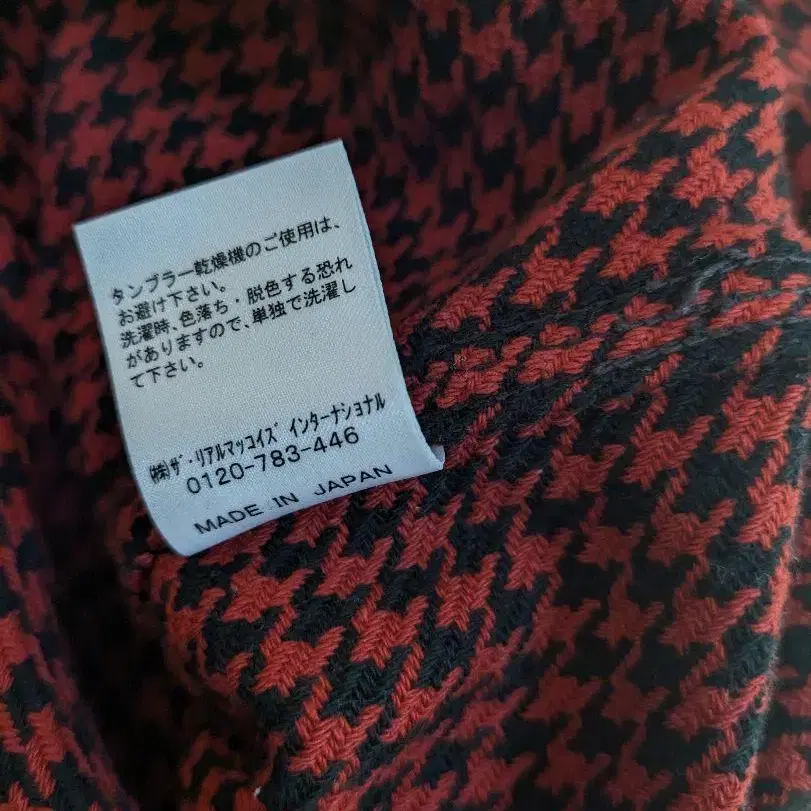 タンブラー乾燥機のご使用は、
お避け下さい。
洗濯時、色落ち・脱色する恐れ
がありますので、単独で洗濯し
て下さい。
㈱ｻﾞ・ﾘｱﾙﾏｯｺｲｽﾞ ｲﾝﾀｰﾅｼｮﾅﾙ
0120-783-446
MADE IN JAPAN